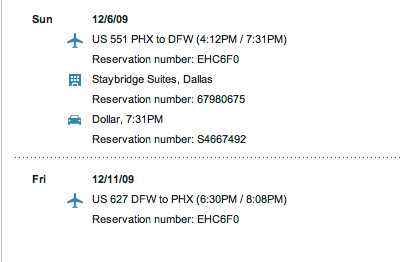 Sun 12/6/09
US 551 PHX to DFW (4:12PM / 7:31PM)
Reservation number: EHC6F0
Staybridge Suites, Dallas
Reservation number: 67980675
Dollar, 7:31PM
Reservation number: S4667492
Fri 12/11/09
US 627 DFW to PHX (6:30PM / 8:08PM)
Reservation number: EHC6F0